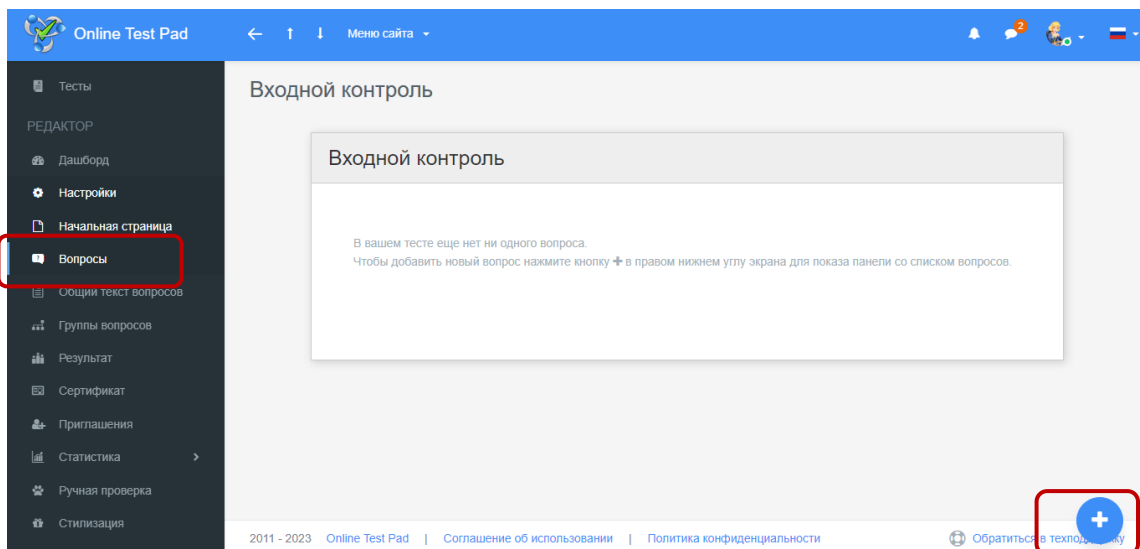 Online Test Pad
Меню сайта
2
Тесты
РЕДАКТОР
Дашборд
Настройки
Начальная страница
Вопросы
Общий текст вопросов
Группы вопросов
Результат
Сертификат
Приглашения
Статистика
Ручная проверка
Стилизация
Входной контроль
Входной контроль
В вашем тесте еще нет ни одного вопроса.
Чтобы добавить новый вопрос нажмите кнопку + в правом нижнем углу экрана для показа панели со списком вопросов.
2011 - 2023 Online Test Pad | Соглашение об использовании | Политика конфиденциальности
Обратиться в